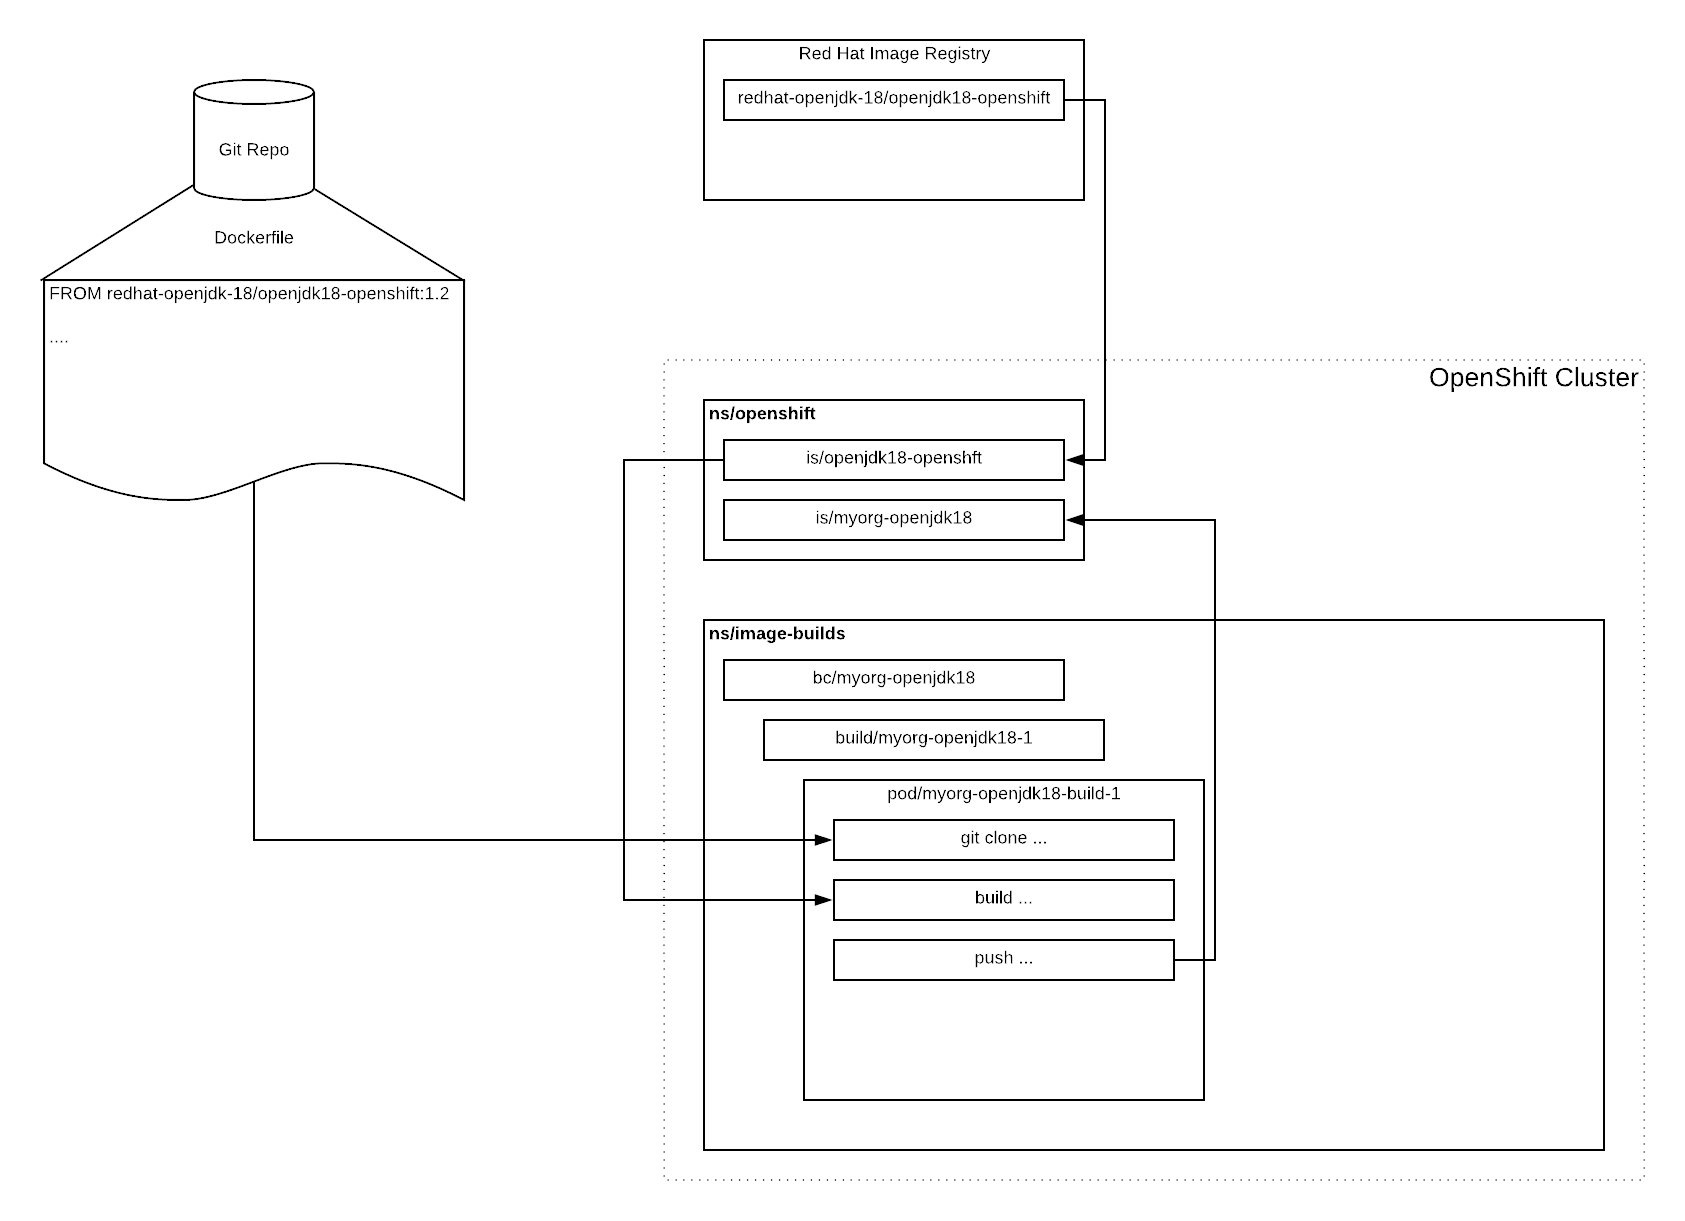 Red Hat Image Registry
redhat-openjdk-18/openjdk18-openshift
Git Repo
Dockerfile
FROM redhat-openjdk-18/openjdk18-openshift:1.2
....
OpenShift Cluster
ns/openshift
is/openjdk18-openshft
is/myorg-openjdk18
ns/image-builds
bc/myorg-openjdk18
build/myorg-openjdk18-1
pod/myorg-openjdk18-build-1
git clone ...
build ...
push ...